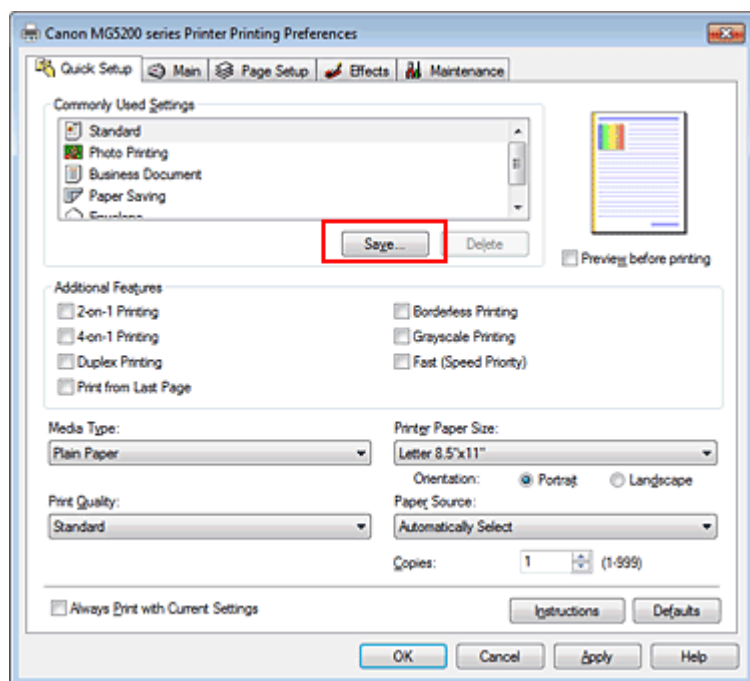 Canon MG5200 series Printer Printing Preferences
Quick Setup Main Page Setup Effects Maintenance
Commonly Used Settings
Standard
Photo Printing
Business Document
Paper Saving
Envelope
Save... Delete
Preview before printing
Additional Features
2-on-1 Printing Borderless Printing
4-on-1 Printing Grayscale Printing
Duplex Printing Fast (Speed Priority)
Print from Last Page
Media Type: Printer Paper Size:
Plain Paper Letter 8.5"x11"
Orientation: Portrait Landscape
Print Quality: Paper Source:
Standard Automatically Select
Copies: 1 (1-999)
Always Print with Current Settings Instructions Defaults
OK Cancel Apply Help